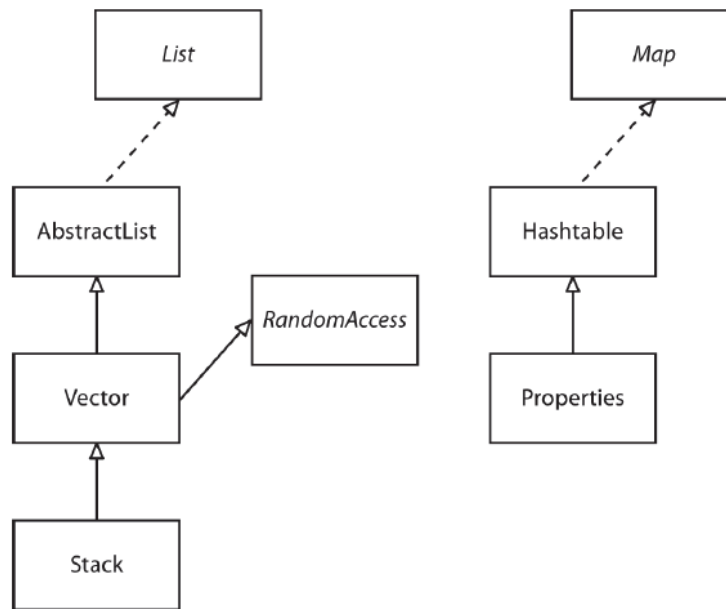 List
Map
AbstractList
Hashtable
RandomAccess
Vector
Properties
Stack